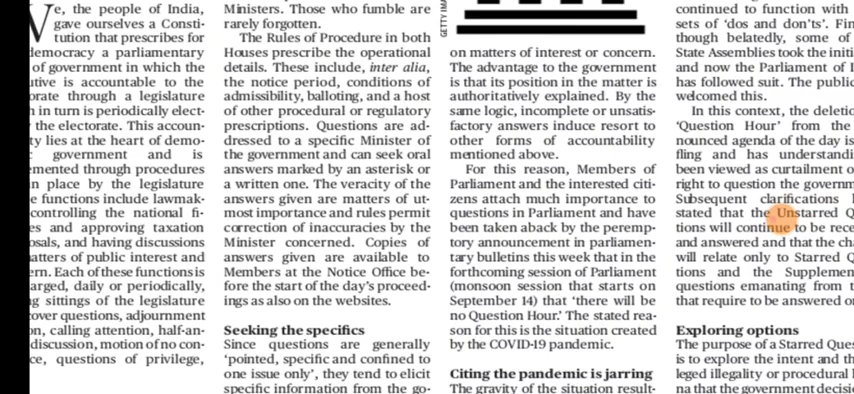 e, the people of India,
gave ourselves a Consti-
tution that prescribes for
democracy a parliamentary
of government in which the
utive is accountable to the
orate through a legislature
h in turn is periodically elect-
the electorate. This accoun-
ty lies at the heart of demo-
c government and is
emented through procedures
in place by the legislature
e functions include lawmak-
controlling the national fi-
es and approving taxation
osals, and having discussions
atters of public interest and
ern. Each of these functions is
arged, daily or periodically,
ng sittings of the legislature
cover questions, adjournment
on, calling attention, half-an-
discussion, motion of no con-
ce, questions of privilege,
Ministers. Those who fumble are
rarely forgotten.
The Rules of Procedure in both
Houses prescribe the operational
details. These include, inter alia,
the notice period, conditions of
admissibility, balloting, and a host
of other procedural or regulatory
prescriptions. Questions are ad-
dressed to a specific Minister of
the government and can seek oral
answers marked by an asterisk or
a written one. The veracity of the
answers given are matters of ut-
most importance and rules permit
correction of inaccuracies by the
Minister concerned. Copies of
answers given are available to
Members at the Notice Office be-
fore the start of the day's proceed-
ings as also on the websites.
Seeking the specifics
Since questions are generally
'pointed, specific and confined to
one issue only', they tend to elicit
specific information from the go-
GETTY IMA
on matters of interest or concern.
The advantage to the government
is that its position in the matter is
authoritatively explained. By the
same logic, incomplete or unsatis-
factory answers induce resort to
other forms of accountability
mentioned above.
For this reason, Members of
Parliament and the interested citi-
zens attach much importance to
questions in Parliament and have
been taken aback by the peremp-
tory announcement in parliamen-
tary bulletins this week that in the
forthcoming session of Parliament
(monsoon session that starts on
September 14) that 'there will be
no Question Hour.' The stated rea-
son for this is the situation created
by the COVID-19 pandemic.
Citing the pandemic is jarring
The gravity of the situation result-
continued to function with
sets of 'dos and don'ts'. Fin
though belatedly, some of
State Assemblies took the initi
and now the Parliament of I
has followed suit. The public
welcomed this.
In this context, the deletio
'Question Hour' from the
nounced agenda of the day is
fling and has understandi
been viewed as curtailment o
right to question the governm
Subsequent clarifications
stated that the Unstarred Q
tions will continue to be rece
and answered and that the cha
will relate only to Starred Q
tions and the Supplemen
questions emanating from t
that require to be answered o
Exploring options
The purpose of a Starred Ques
is to explore the intent and th
leged illegality or procedural l
na that the government decisi